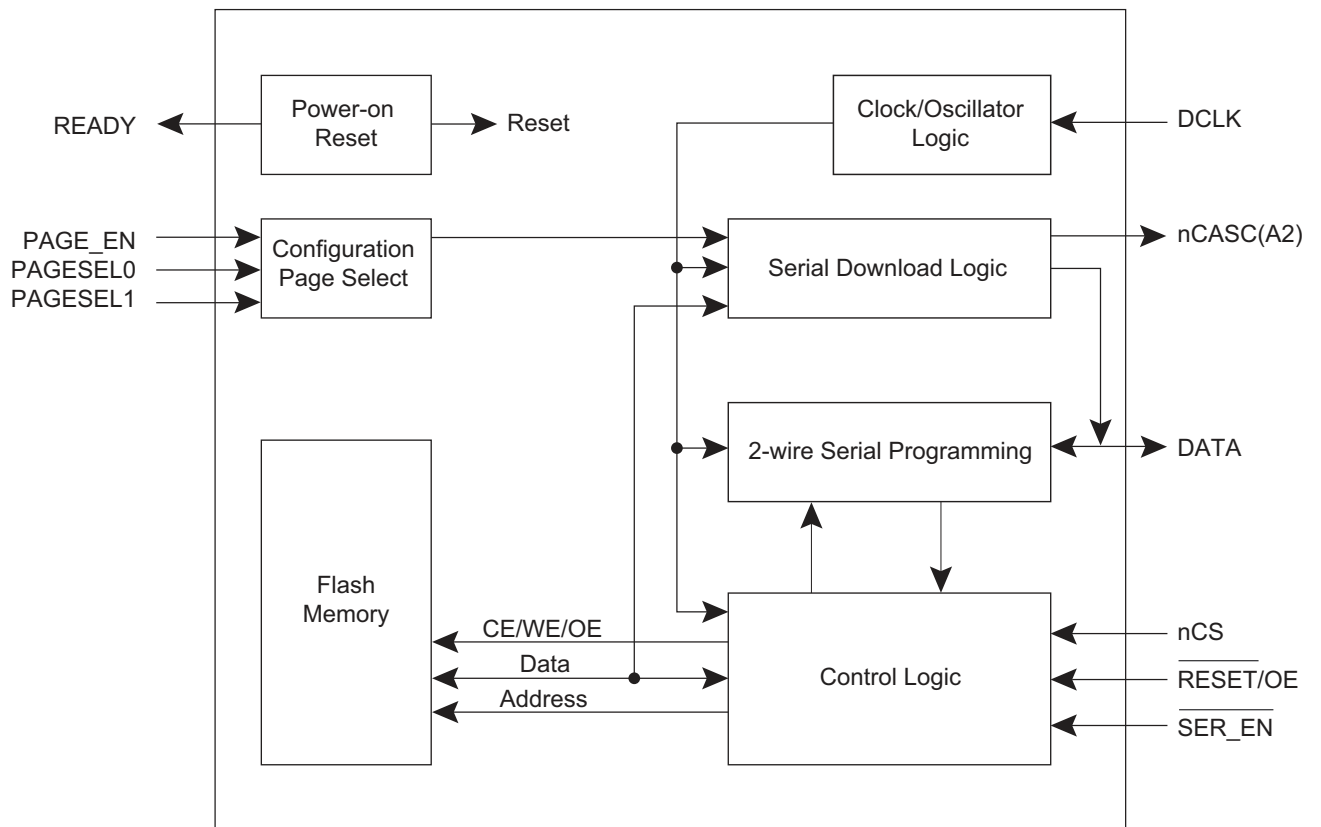 Power-on
Reset
READY
Reset
Clock/Oscillator
Logic
DCLK
PAGE_EN
PAGESEL0
PAGESEL1
Configuration
Page Select
Serial Download Logic
nCASC(A2)
2-wire Serial Programming
DATA
Flash
Memory
CE/WE/OE
Data
Address
Control Logic
nCS
RESET/OE
SER_EN